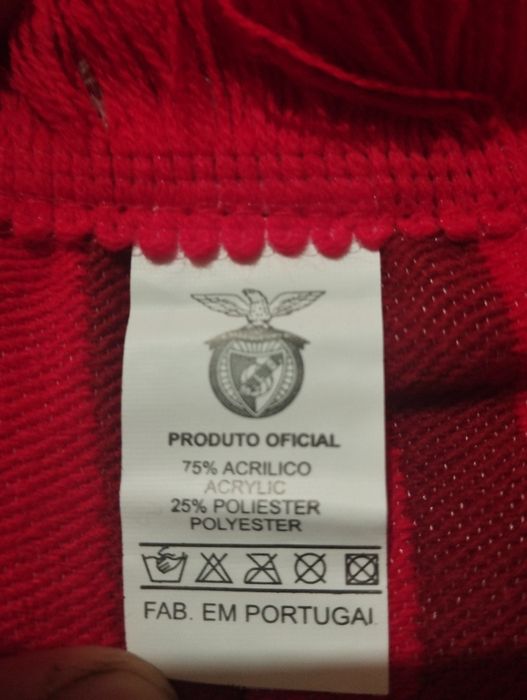 PRODUTO OFICIAL
75% ACRILICO
ACRYLIC
25% POLIESTER
POLYESTER
FAB. EM PORTUGAL